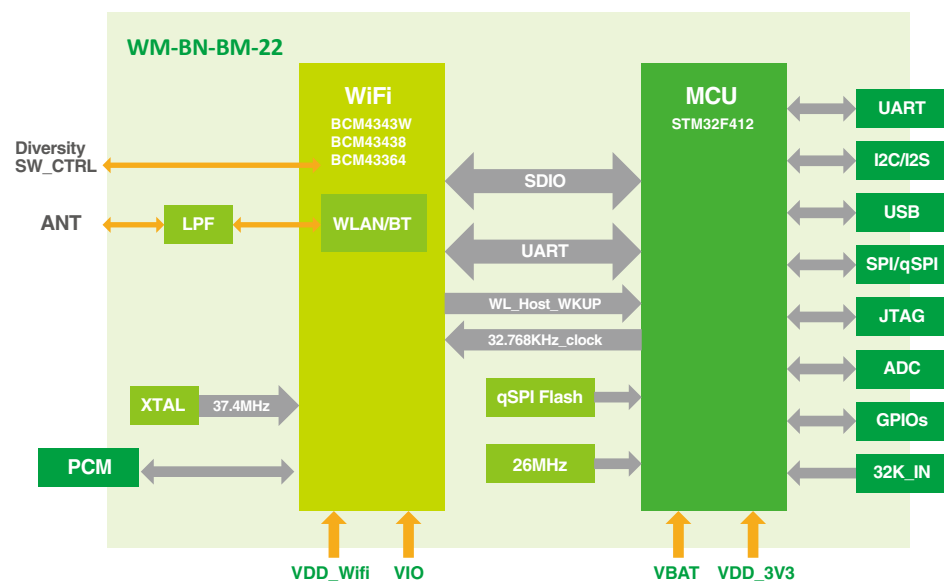 WM-BN-BM-22
WiFi
BCM4343W
BCM43438
BCM43364
MCU
STM32F412
Diversity
SW_CTRL
ANT
LPF
WLAN/BT
SDIO
UART
WL_Host_WKUP
32.768KHz_clock
XTAL
37.4MHz
qSPI Flash
PCM
26MHz
UART
I2C/I2S
USB
SPI/qSPI
JTAG
ADC
GPIOs
32K_IN
VDD_Wifi
VIO
VBAT
VDD_3V3